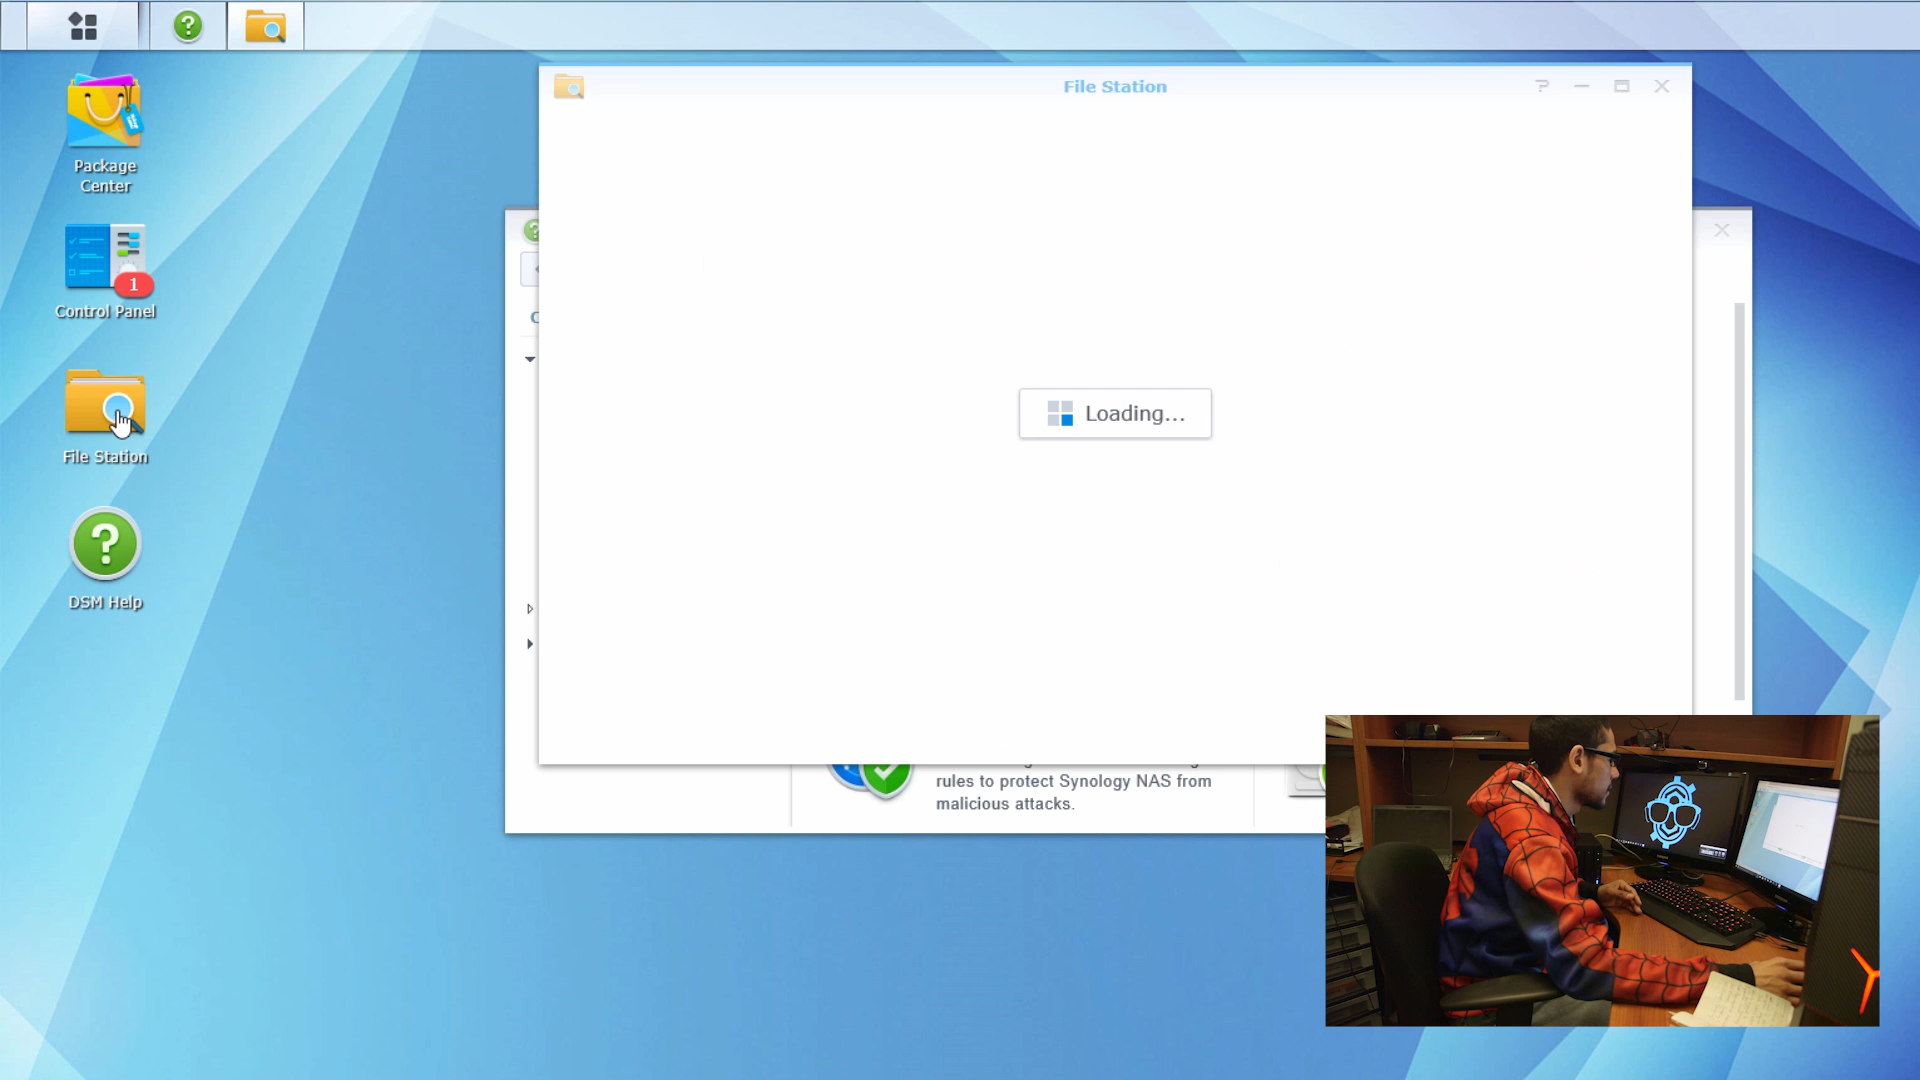 File Station
Package
Center
1
Control Panel
Loading...
File Station
DSM Help
rules to protect Synology NAS from
malicious attacks.